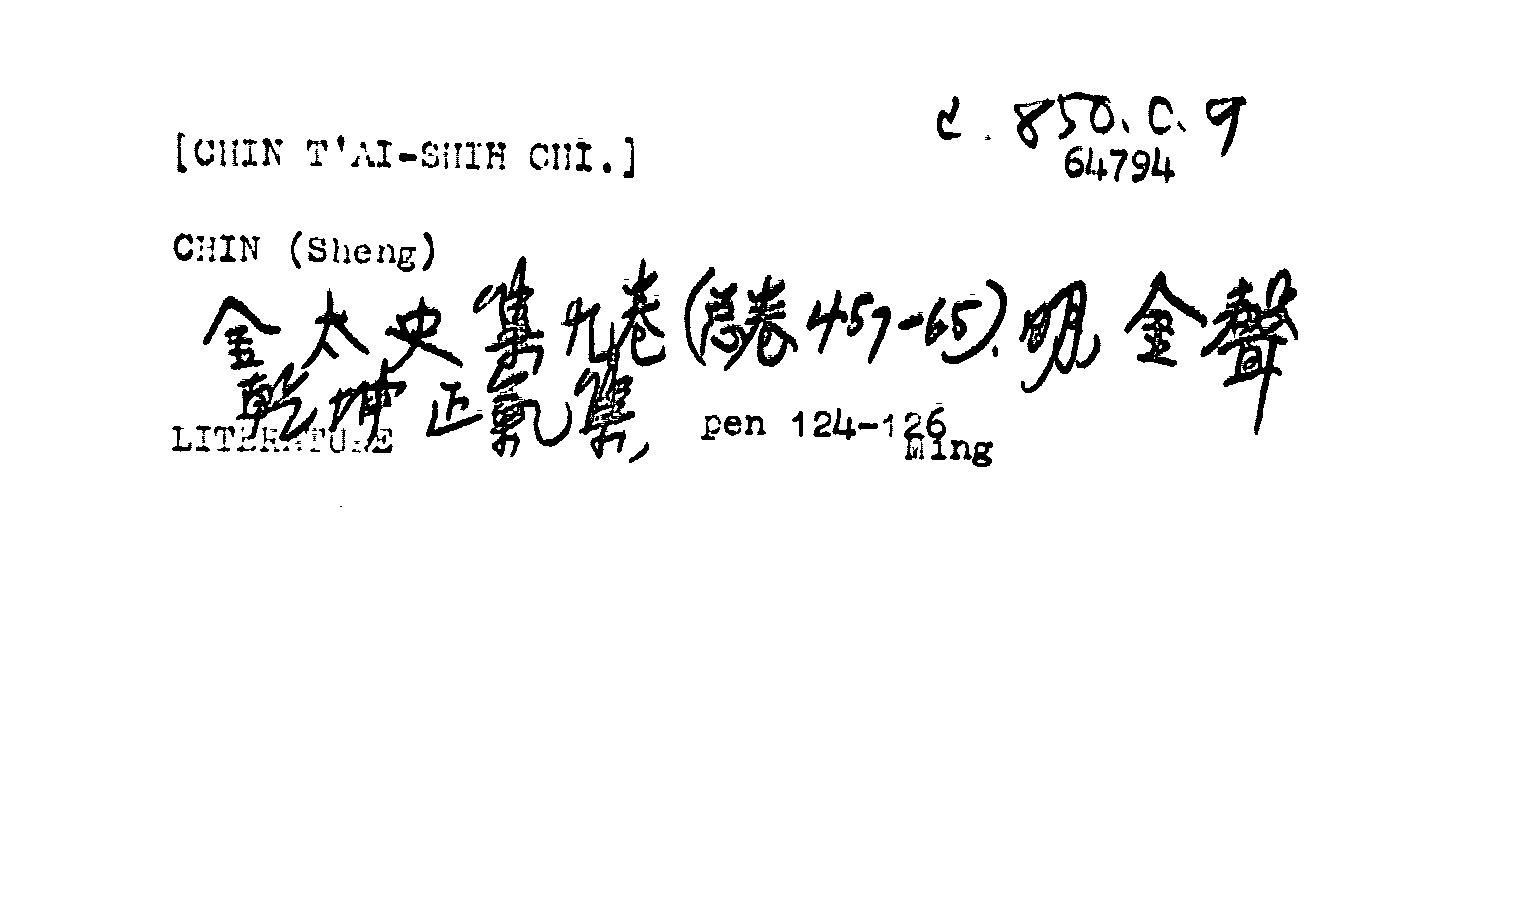 [CHIN T'AI-SHIH CHI.]
c. 850. C. 9
64794
CHIN (Sheng)
金太史集九卷(总卷457-65). 明 金聲
乾坤正氣集, pen 124-126
LITERATURE Ming